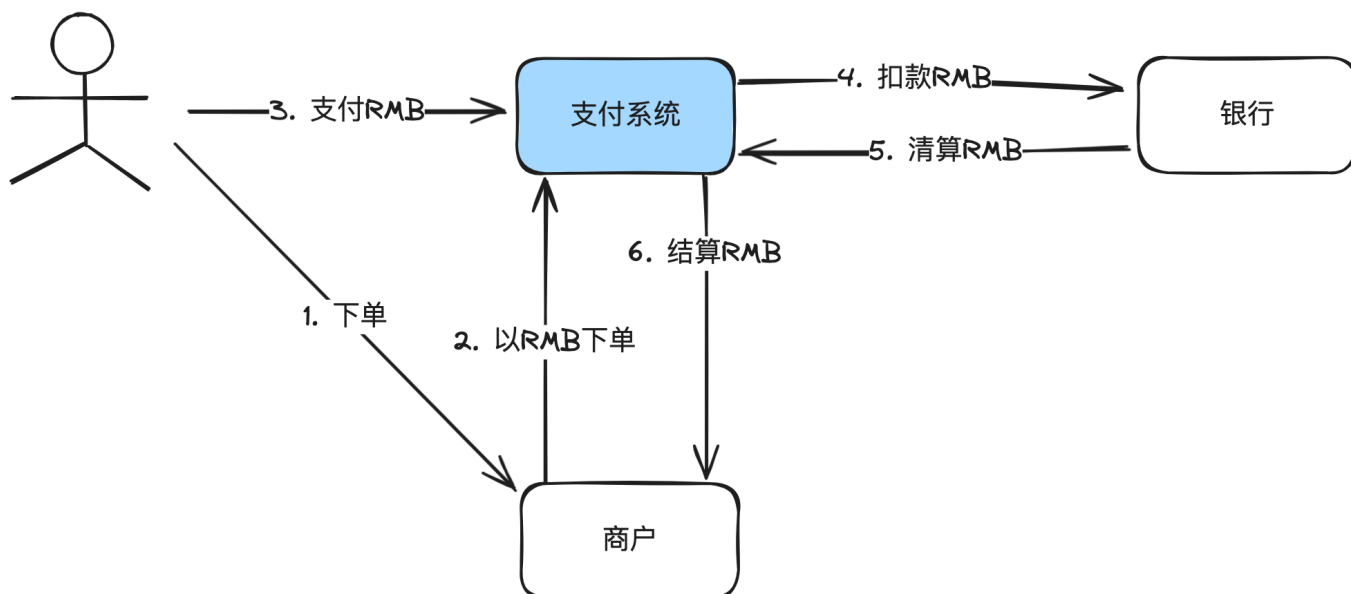 3. 支付RMB
支付系统
4. 扣款RMB
银行
5. 清算RMB
6. 结算RMB
1. 下单
2. 以RMB下单
商户